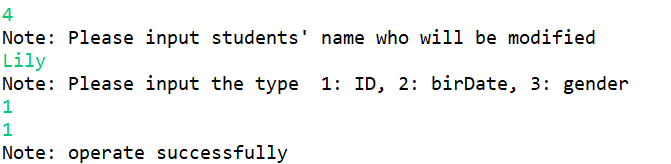 4
Note: Please input students' name who will be modified
Lily
Note: Please input the type  1: ID, 2: birDate, 3: gender
1
1
Note: operate successfully